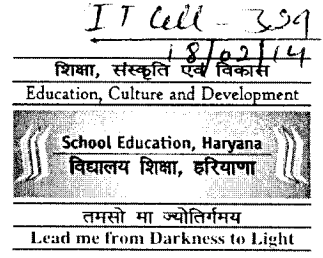 IT Cell - 399
18/02/14
शिक्षा, संस्कृति एवं विकास
Education, Culture and Development
School Education, Haryana
विद्यालय शिक्षा, हरियाणा
तमसो मा ज्योतिर्गमय
Lead me from Darkness to Light